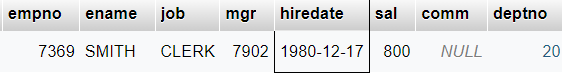 empno ename job mgr hiredate sal comm deptno
7369 SMITH CLERK 7902 1980-12-17 800 NULL 20